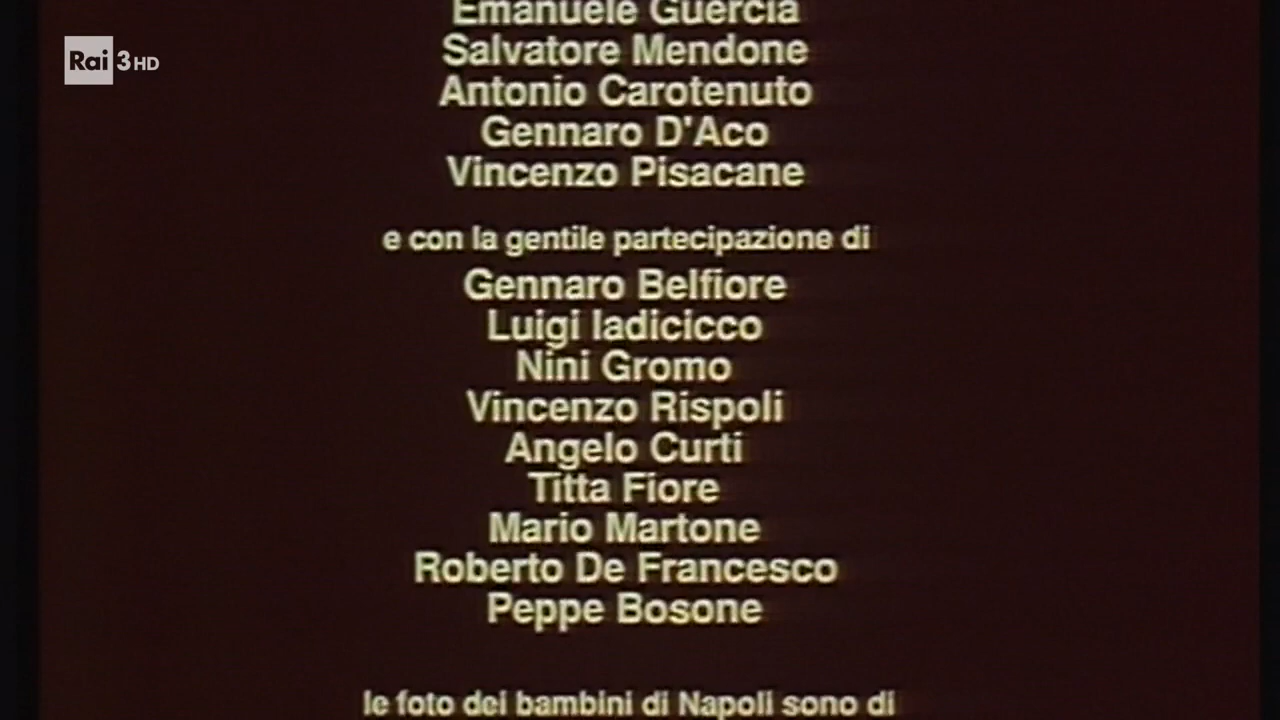 Rai 3HD
Emanuele Guercia
Salvatore Mendone
Antonio Carotenuto
Gennaro D'Aco
Vincenzo Pisacane
e con la gentile partecipazione di
Gennaro Belfiore
Luigi Iadicicco
Nini Gromo
Vincenzo Rispoli
Angelo Curti
Titta Fiore
Mario Martone
Roberto De Francesco
Peppe Bosone
le foto dei bambini di Napoli sono di